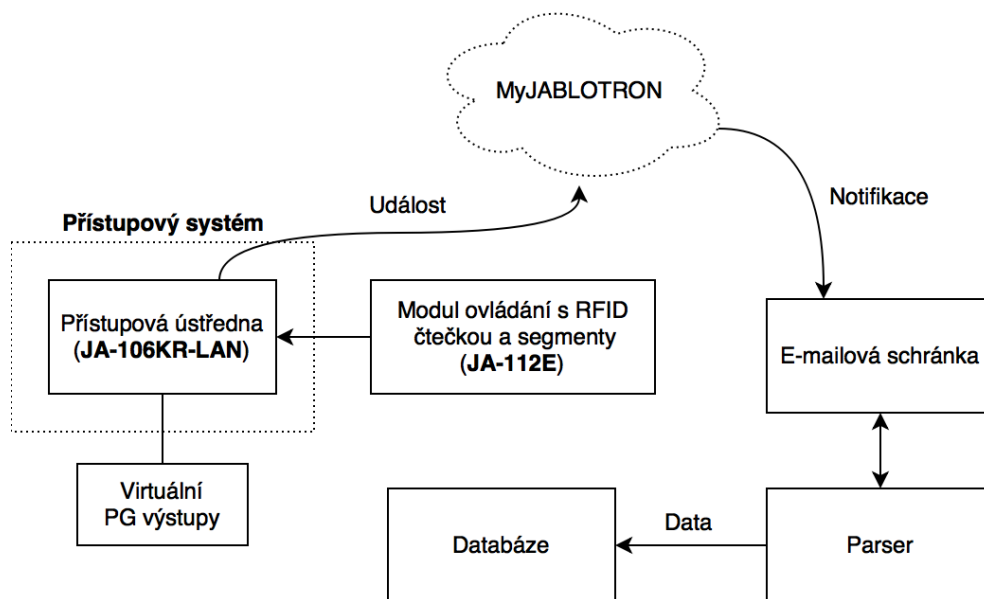 MyJABLOTRON
Událost
Notifikace
Přístupový systém
Přístupová ústředna
(JA-106KR-LAN)
Modul ovládání s RFID
čtečkou a segmenty
(JA-112E)
E-mailová schránka
Virtuální
PG výstupy
Databáze
Data
Parser